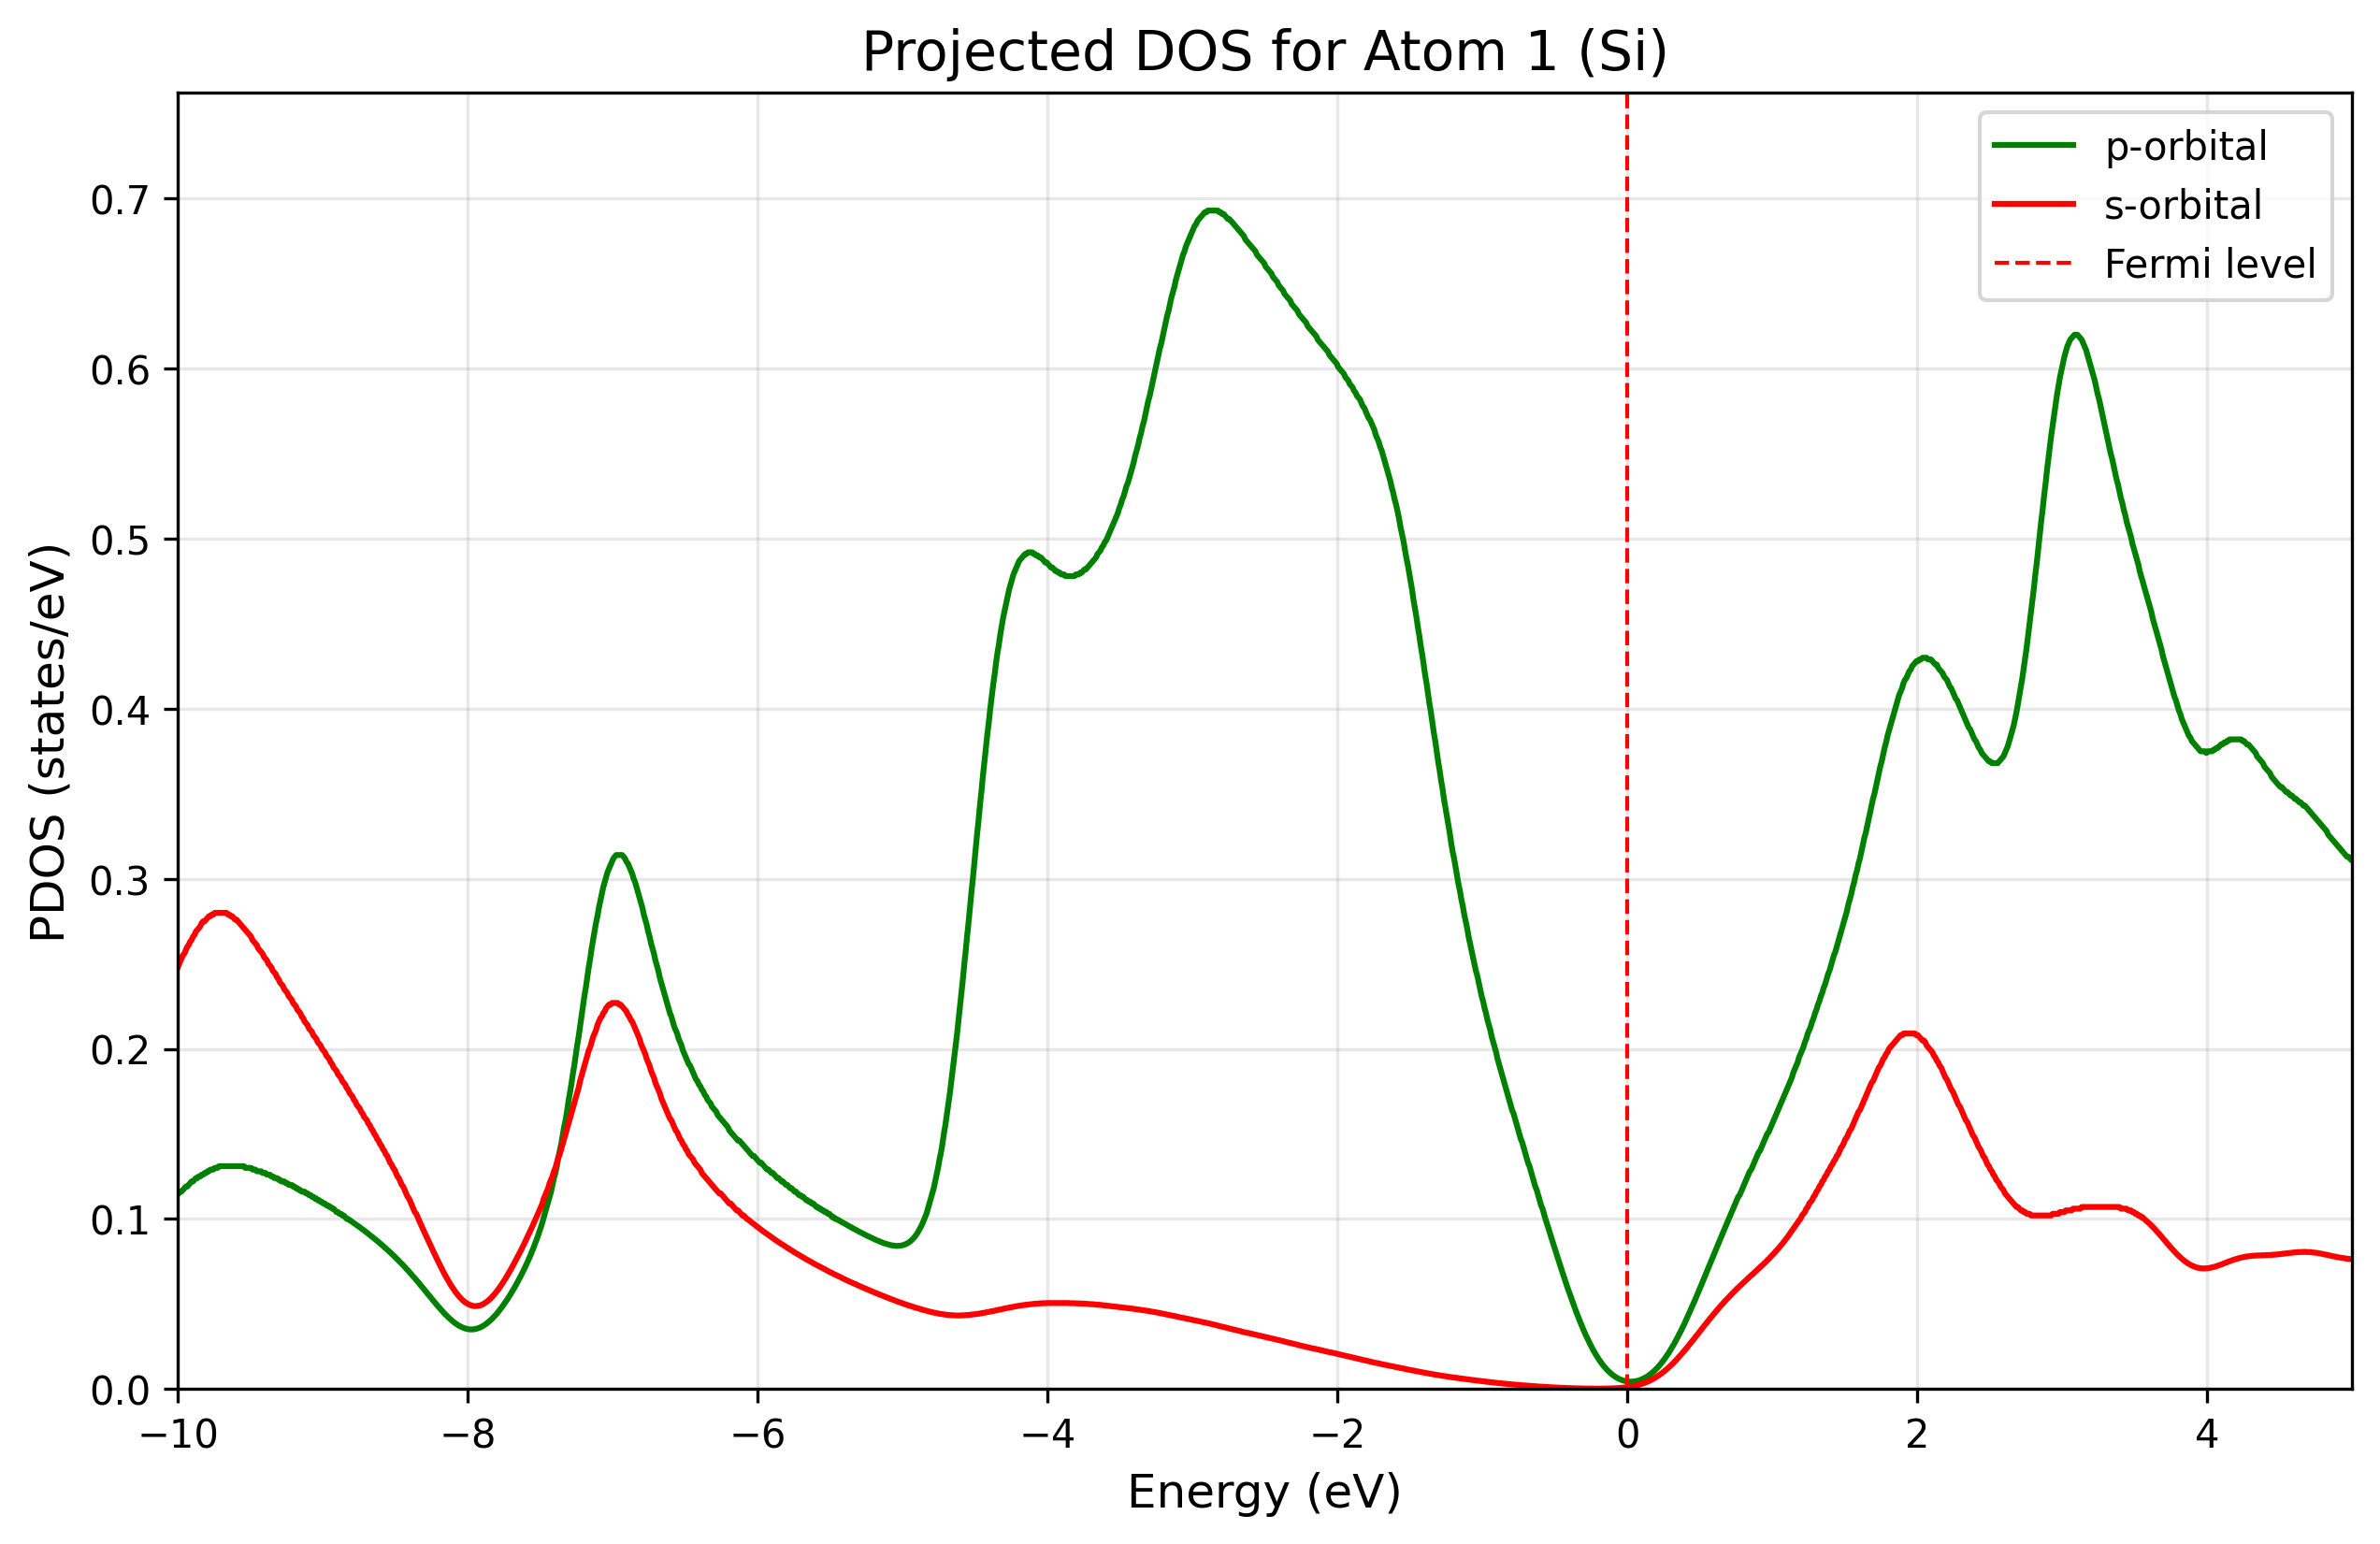 Projected DOS for Atom 1 (Si)
p-orbital
s-orbital
Fermi level
PDOS (states/eV)
0.7
0.6
0.5
0.4
0.3
0.2
0.1
0.0
−10 −8 −6 −4 −2 0 2 4
Energy (eV)